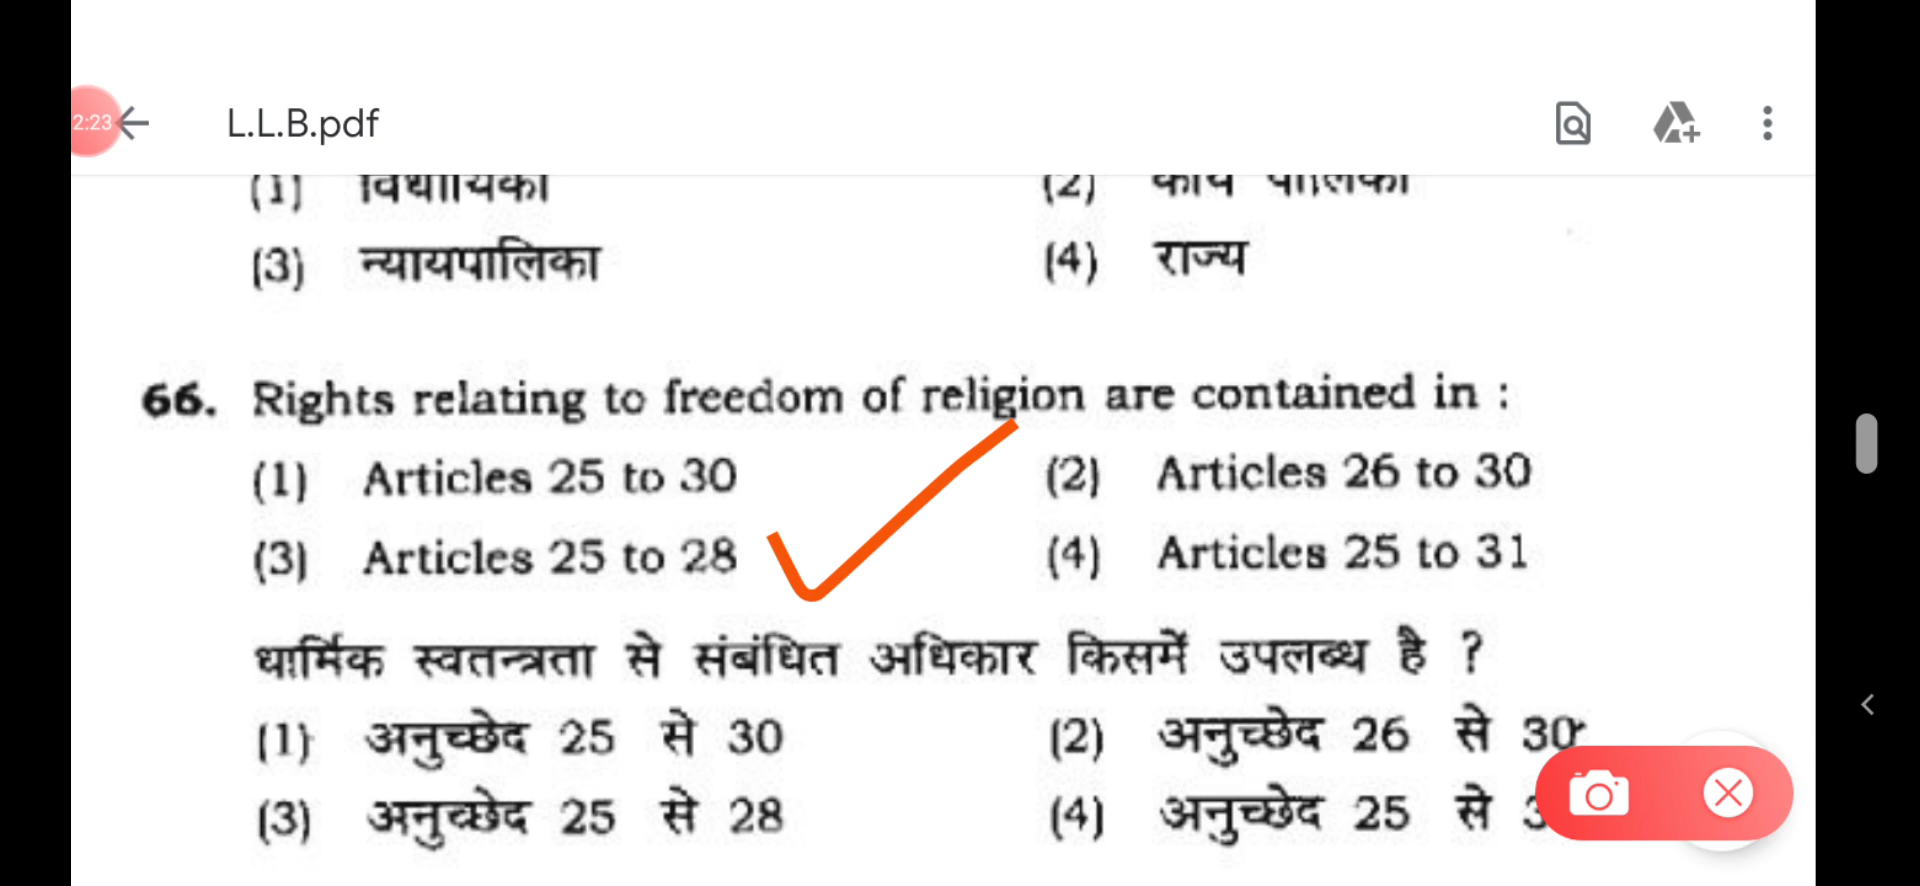 2:23
L.L.B.pdf
(1) विधायिका (2) कार्य पालिका
(3) न्यायपालिका (4) राज्य
66. Rights relating to freedom of religion are contained in :
(1) Articles 25 to 30 (2) Articles 26 to 30
(3) Articles 25 to 28 (4) Articles 25 to 31
धार्मिक स्वतन्त्रता से संबंधित अधिकार किसमें उपलब्ध है ?
(1) अनुच्छेद 25 से 30 (2) अनुच्छेद 26 से 30
(3) अनुच्छेद 25 से 28 (4) अनुच्छेद 25 से